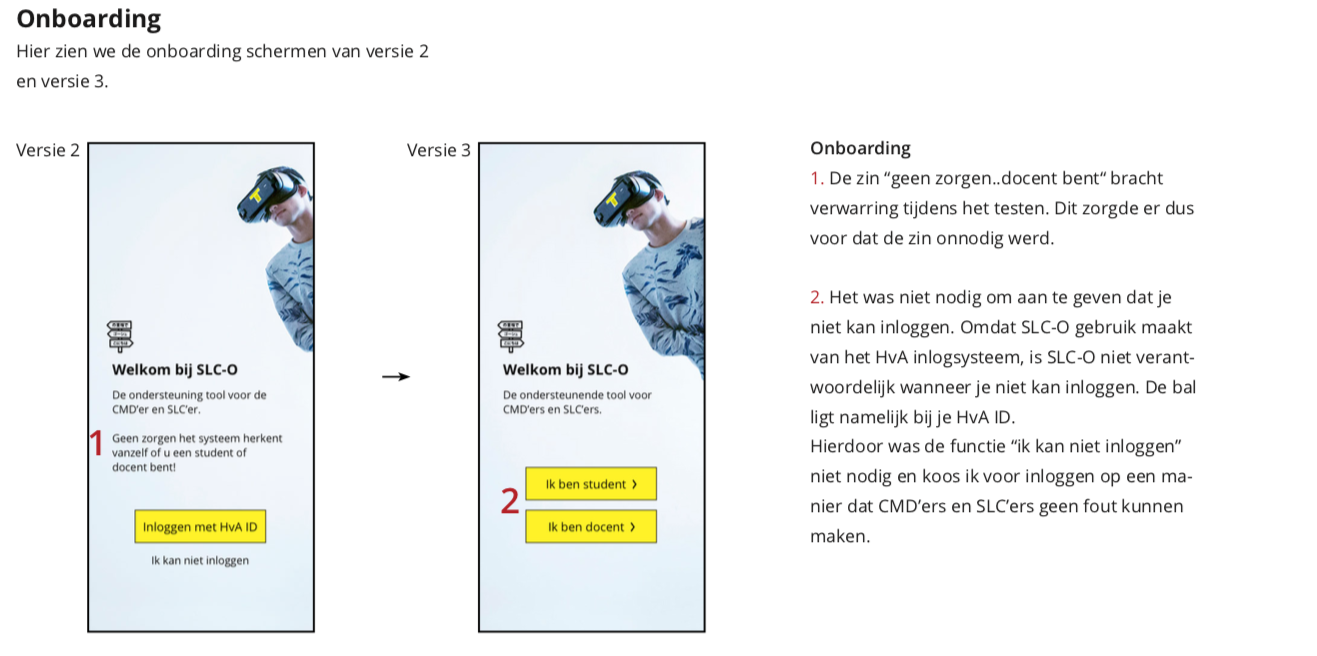 Onboarding
Hier zien we de onboarding schermen van versie 2
en versie 3.
Versie 2
Welkom bij SLC-O
De ondersteuning tool voor de
CMD'er en SLC'er.
1
Geen zorgen het systeem herkent
vanzelf of u een student of
docent bent!
Inloggen met HvA ID
Ik kan niet inloggen
Versie 3
Welkom bij SLC-O
De ondersteunende tool voor
CMD'ers en SLC'ers.
2
Ik ben student ❯
Ik ben docent ❯
Onboarding
1. De zin “geen zorgen..docent bent“ bracht
verwarring tijdens het testen. Dit zorgde er dus
voor dat de zin onnodig werd.
2. Het was niet nodig om aan te geven dat je
niet kan inloggen. Omdat SLC-O gebruik maakt
van het HvA inlogsysteem, is SLC-O niet verant-
woordelijk wanneer je niet kan inloggen. De bal
ligt namelijk bij je HvA ID.
Hierdoor was de functie “ik kan niet inloggen”
niet nodig en koos ik voor inloggen op een ma-
nier dat CMD’ers en SLC’ers geen fout kunnen
maken.